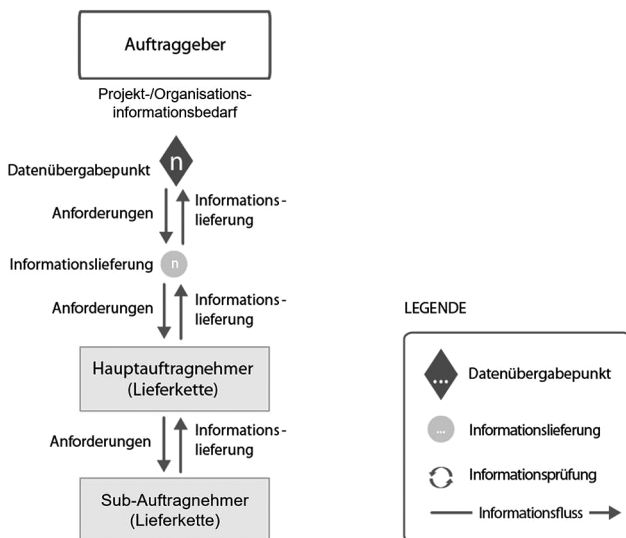 Auftraggeber
Projekt-/Organisations-
informationsbedarf
n
Datenübergabepunkt
Informations-
lieferung
Anforderungen
Informationslieferung
n
Anforderungen
Informations-
lieferung
Hauptauftragnehmer
(Lieferkette)
Anforderungen
Informations-
lieferung
Sub-Auftragnehmer
(Lieferkette)
LEGENDE
...
Datenübergabepunkt
...
Informationslieferung
Informationsprüfung
Informationsfluss